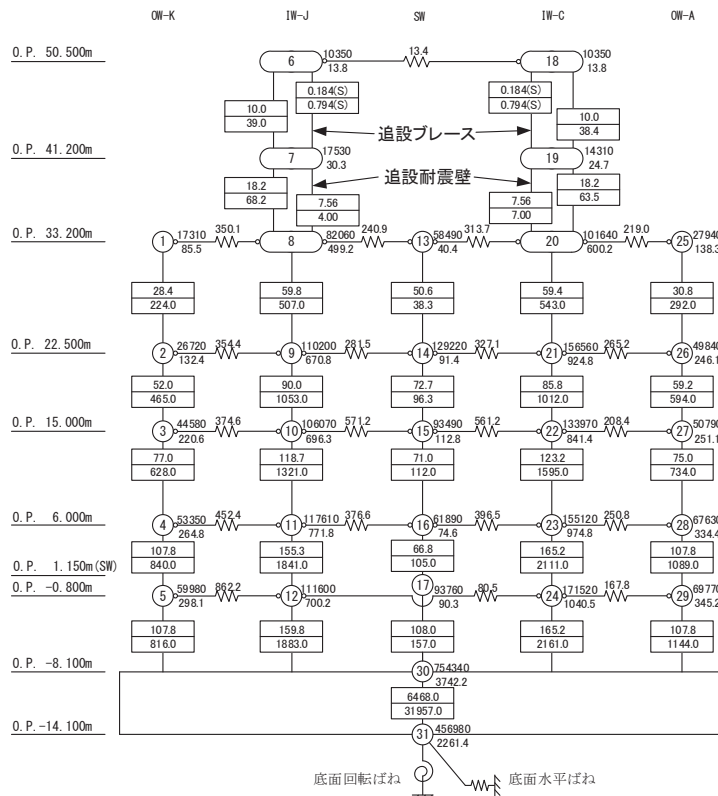 OW-K IW-J SW IW-C OW-A
O.P. 50.500m 6 10350 13.4 18 10350
13.8 13.8
0.184(S) 0.184(S)
0.794(S) 0.794(S)
10.0 10.0
39.0 38.4
追設ブレース
O.P. 41.200m 7 17530 19 14310
30.3 24.7
追設耐震壁
18.2 18.2
68.2 63.5
7.56 7.56
4.00 7.00
O.P. 33.200m 1 17310 350.1 8 82060 240.9 13 58490 313.7 20 101640 219.0 25 27940
85.5 499.2 40.4 600.2 138.3
28.4 59.8 50.6 59.4 30.8
224.0 507.0 38.3 543.0 292.0
O.P. 22.500m 2 26720 354.4 9 110200 281.5 14 129220 327.1 21 156560 265.2 26 49840
132.4 670.8 91.4 924.8 246.1
52.0 90.0 72.7 85.8 59.2
465.0 1053.0 96.3 1012.0 594.0
O.P. 15.000m 3 44580 374.6 10 106070 571.2 15 93490 561.2 22 133970 208.4 27 50790
220.6 696.3 112.8 841.4 251.1
77.0 118.7 71.0 123.2 75.0
628.0 1321.0 112.0 1595.0 734.0
O.P. 6.000m 4 53350 452.4 11 117610 376.6 16 61890 396.5 23 155120 250.8 28 67630
264.8 771.8 74.6 974.8 334.4
107.8 155.3 66.8 165.2 107.8
840.0 1841.0 105.0 2111.0 1089.0
O.P. 1.150m(SW) 17
O.P. -0.800m 5 59980 862.2 12 111600 93760 80.5 24 171520 167.8 29 69770
298.1 700.2 90.3 1040.5 345.2
107.8 159.8 108.0 165.2 107.8
816.0 1883.0 157.0 2161.0 1144.0
O.P. -8.100m 30 754340
3742.2
6468.0
31957.0
O.P.-14.100m 31 456980
2261.4
底面回転ばね 底面水平ばね